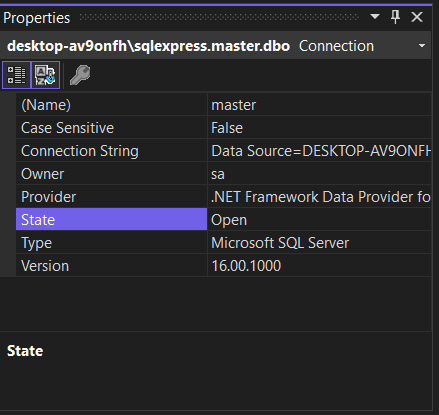 Properties
desktop-av9onfh\sqlexpress.master.dbo Connection
(Name) master
Case Sensitive False
Connection String Data Source=DESKTOP-AV9ONFH
Owner sa
Provider .NET Framework Data Provider fo
State Open
Type Microsoft SQL Server
Version 16.00.1000
State